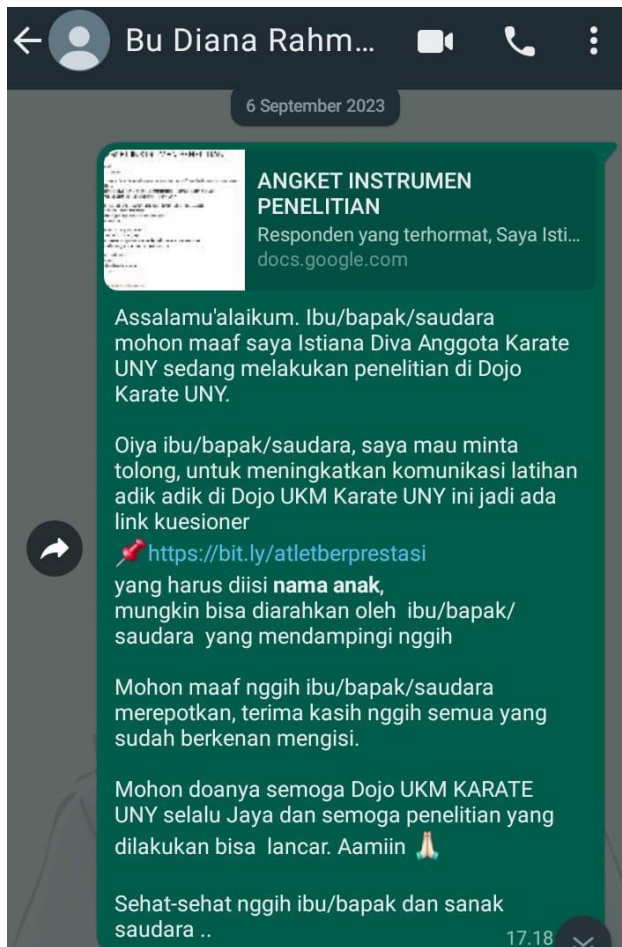 Bu Diana Rahm...
6 September 2023
ANGKET INSTRUMEN
PENELITIAN
Responden yang terhormat, Saya Isti...
docs.google.com
Assalamu'alaikum. Ibu/bapak/saudara
mohon maaf saya Istiana Diva Anggota Karate
UNY sedang melakukan penelitian di Dojo
Karate UNY.
Oiya ibu/bapak/saudara, saya mau minta
tolong, untuk meningkatkan komunikasi latihan
adik adik di Dojo UKM Karate UNY ini jadi ada
link kuesioner
📌https://bit.ly/atletberprestasi
yang harus diisi nama anak,
mungkin bisa diarahkan oleh ibu/bapak/
saudara yang mendampingi nggih
Mohon maaf nggih ibu/bapak/saudara
merepotkan, terima kasih nggih semua yang
sudah berkenan mengisi.
Mohon doanya semoga Dojo UKM KARATE
UNY selalu Jaya dan semoga penelitian yang
dilakukan bisa lancar. Aamiin 🙏🏻
Sehat-sehat nggih ibu/bapak dan sanak
saudara ..
17.18